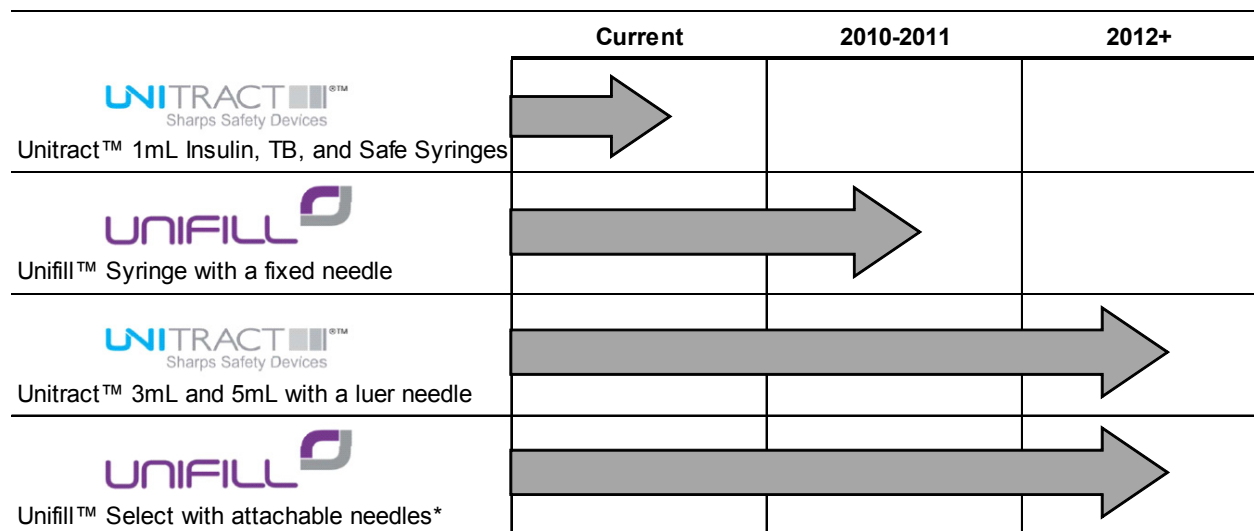 Current 2010-2011 2012+
UNITRACT ®™
Sharps Safety Devices
Unitract™ 1mL Insulin, TB, and Safe Syringes
UNIFILL
Unifill™ Syringe with a fixed needle
UNITRACT ®™
Sharps Safety Devices
Unitract™ 3mL and 5mL with a luer needle
UNIFILL
Unifill™ Select with attachable needles*